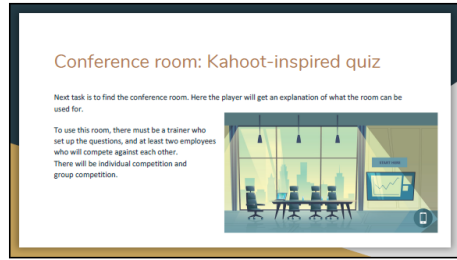 Conference room: Kahoot-inspired quiz
Next task is to find the conference room. Here the player will get an explanation of what the room can be
used for.
To use this room, there must be a trainer who
set up the questions, and at least two employees
who will compete against each other.
There will be individual competition and
group competition.